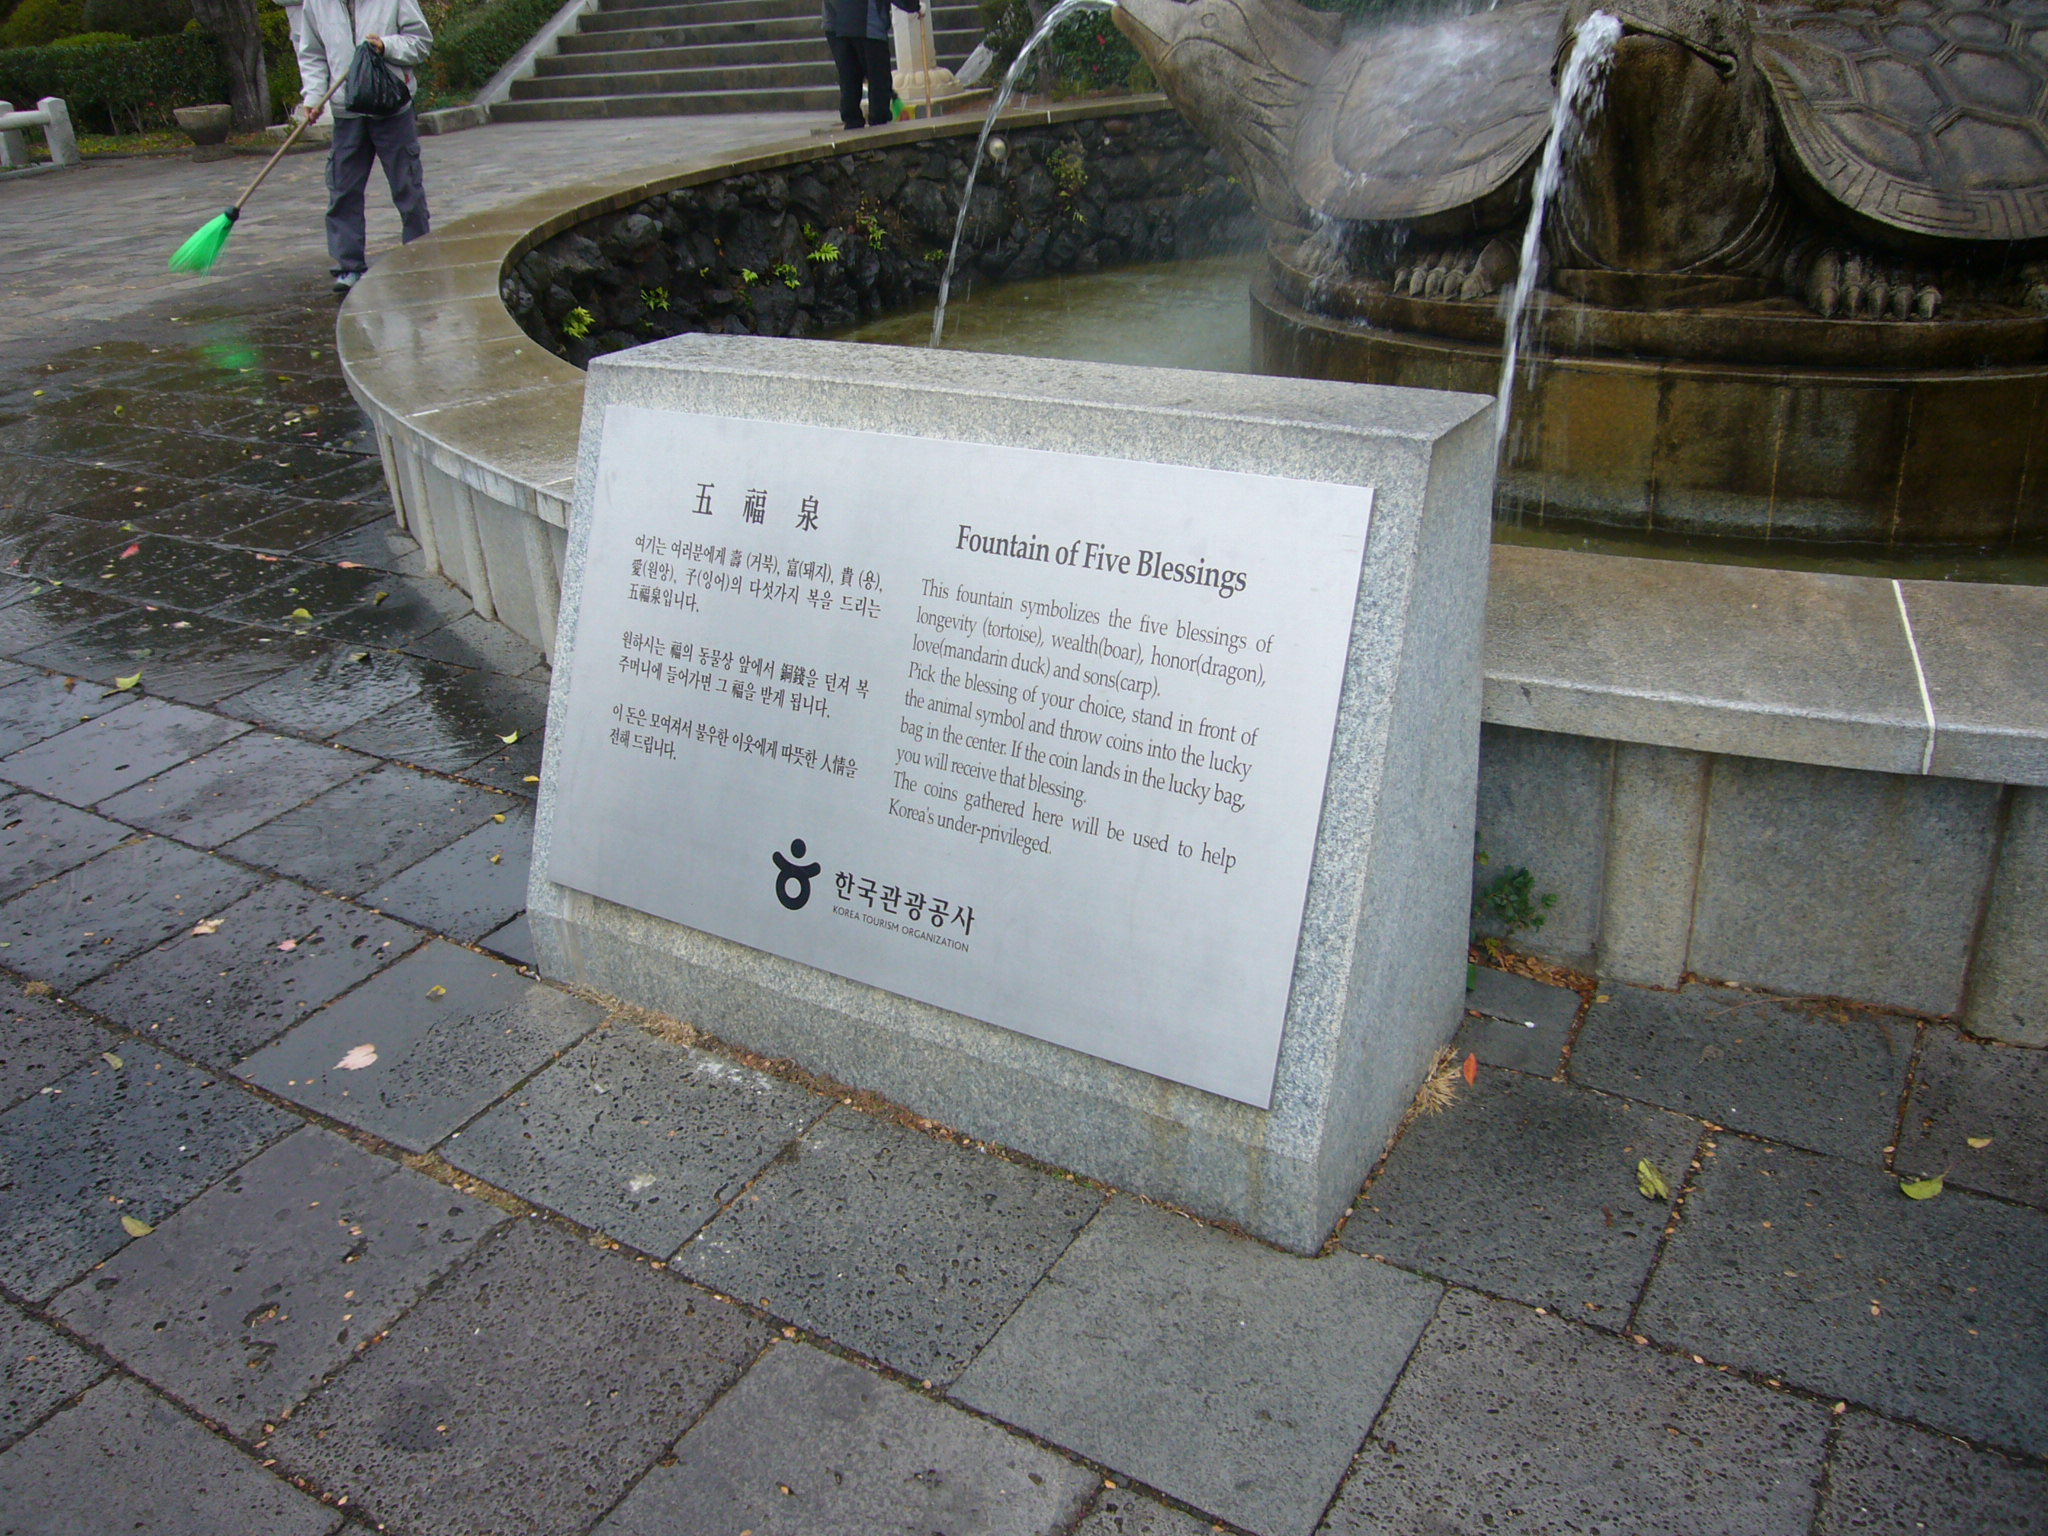 五 福 泉
여기는 여러분에게 壽 (거북), 富(돼지), 貴 (용),
愛(원앙), 子(잉어)의 다섯가지 복을 드리는
五福泉입니다.
원하시는 福의 동물상 앞에서 銅錢을 던져 복
주머니에 들어가면 그 福을 받게 됩니다.
이 돈은 모여져서 불우한 이웃에게 따뜻한 人情을
전해 드립니다.
Fountain of Five Blessings
This fountain symbolizes the five blessings of
longevity (tortoise), wealth(boar), honor(dragon),
love(mandarin duck) and sons(carp).
Pick the blessing of your choice, stand in front of
the animal symbol and throw coins into the lucky
bag in the center. If the coin lands in the lucky bag,
you will receive that blessing.
The coins gathered here will be used to help
Korea's under-privileged.
한국관광공사
KOREA TOURISM ORGANIZATION